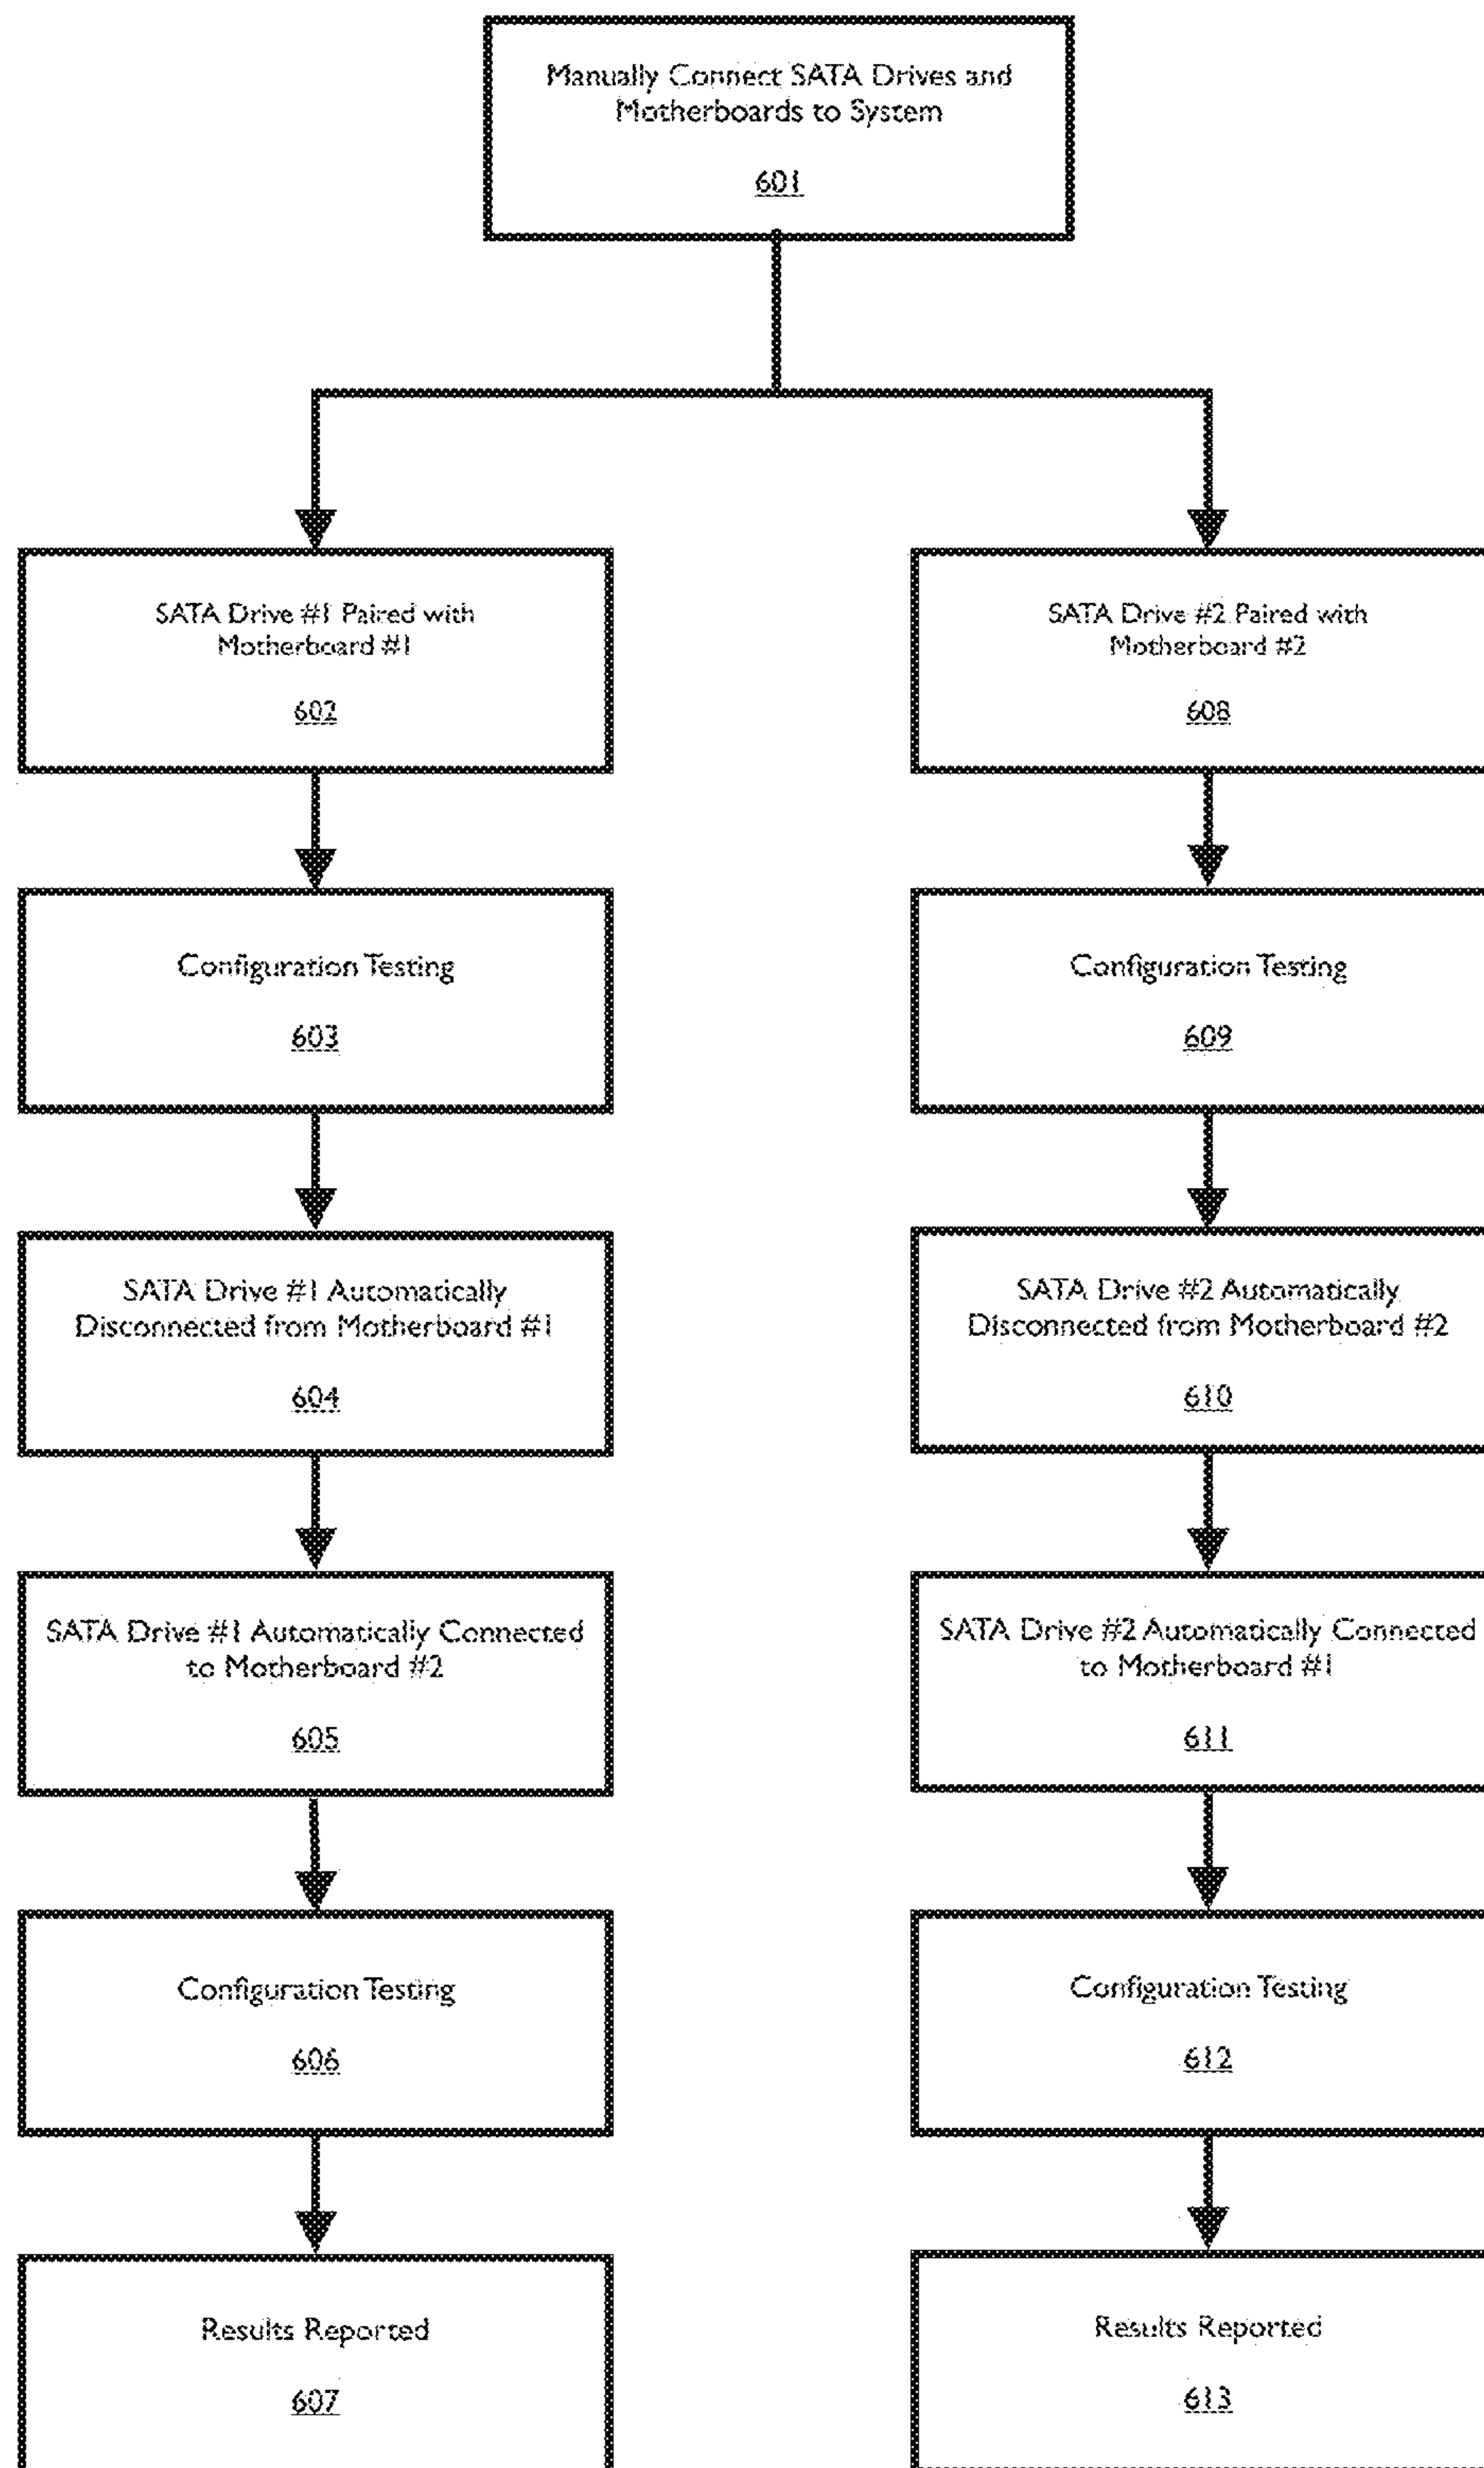 Manually Connect SATA Drives and
Motherboards to System
601
SATA Drive #1 Paired with
Motherboard #1
602
SATA Drive #2 Paired with
Motherboard #2
608
Configuration Testing
603
Configuration Testing
609
SATA Drive #1 Automatically
Disconnected from Motherboard #1
604
SATA Drive #2 Automatically
Disconnected from Motherboard #2
610
SATA Drive #1 Automatically Connected
to Motherboard #2
605
SATA Drive #2 Automatically Connected
to Motherboard #1
611
Configuration Testing
606
Configuration Testing
612
Results Reported
607
Results Reported
613